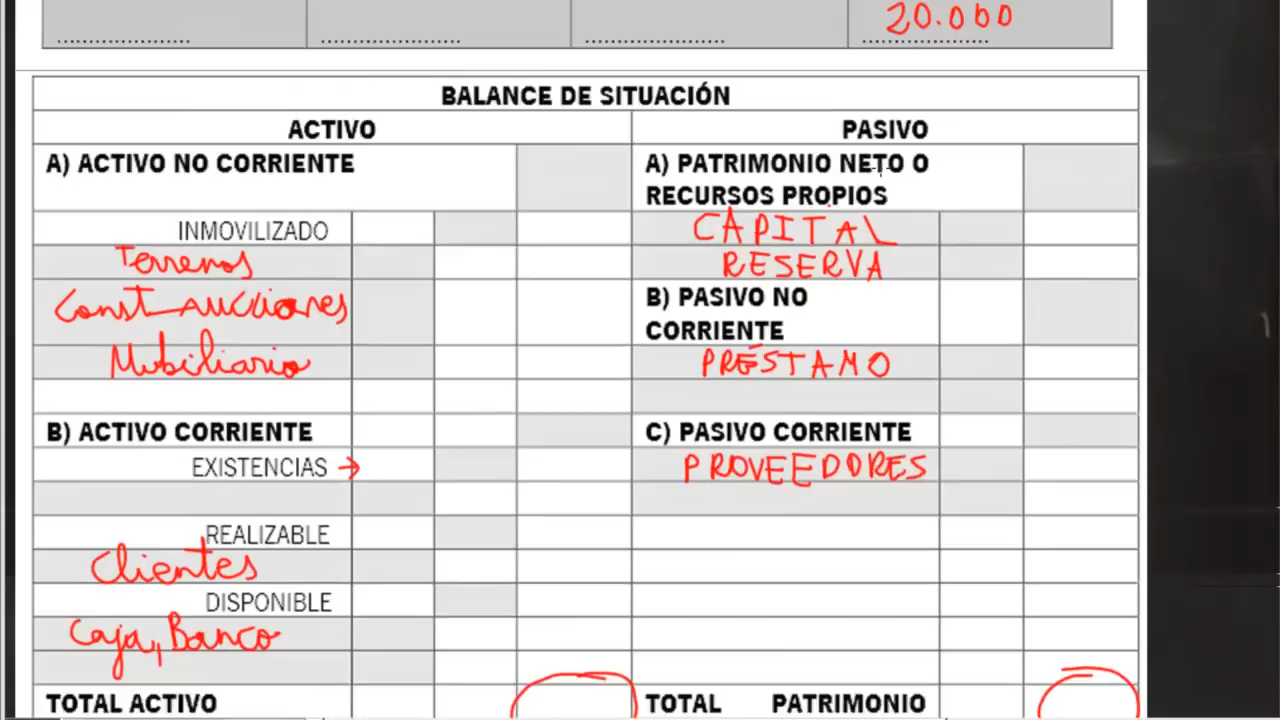 20.000
.................... ..................... ..................... ...................
BALANCE DE SITUACIÓN
ACTIVO PASIVO
A) ACTIVO NO CORRIENTE
A) PATRIMONIO NETO O
RECURSOS PROPIOS
INMOVILIZADO CAPITAL
Terrenos RESERVA
Construcciones
B) PASIVO NO
CORRIENTE
Mobiliario PRÉSTAMO
B) ACTIVO CORRIENTE C) PASIVO CORRIENTE
EXISTENCIAS → PROVEEDORES
REALIZABLE
Clientes
DISPONIBLE
Caja, Banco
TOTAL ACTIVO TOTAL PATRIMONIO